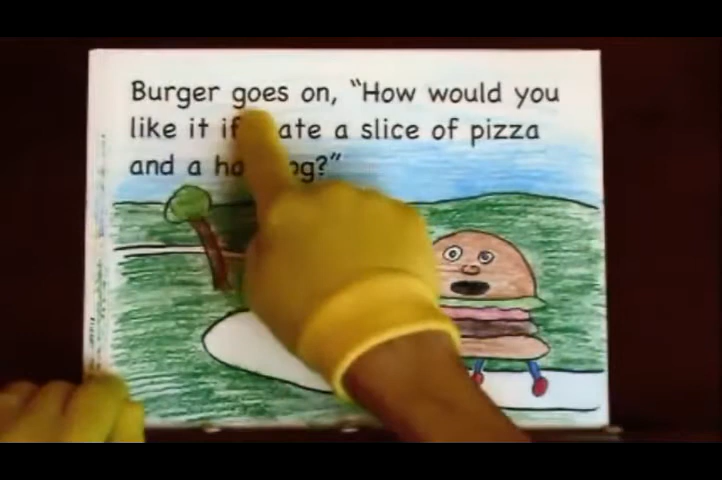 Burger goes on, “How would you
like it if ate a slice of pizza
and a